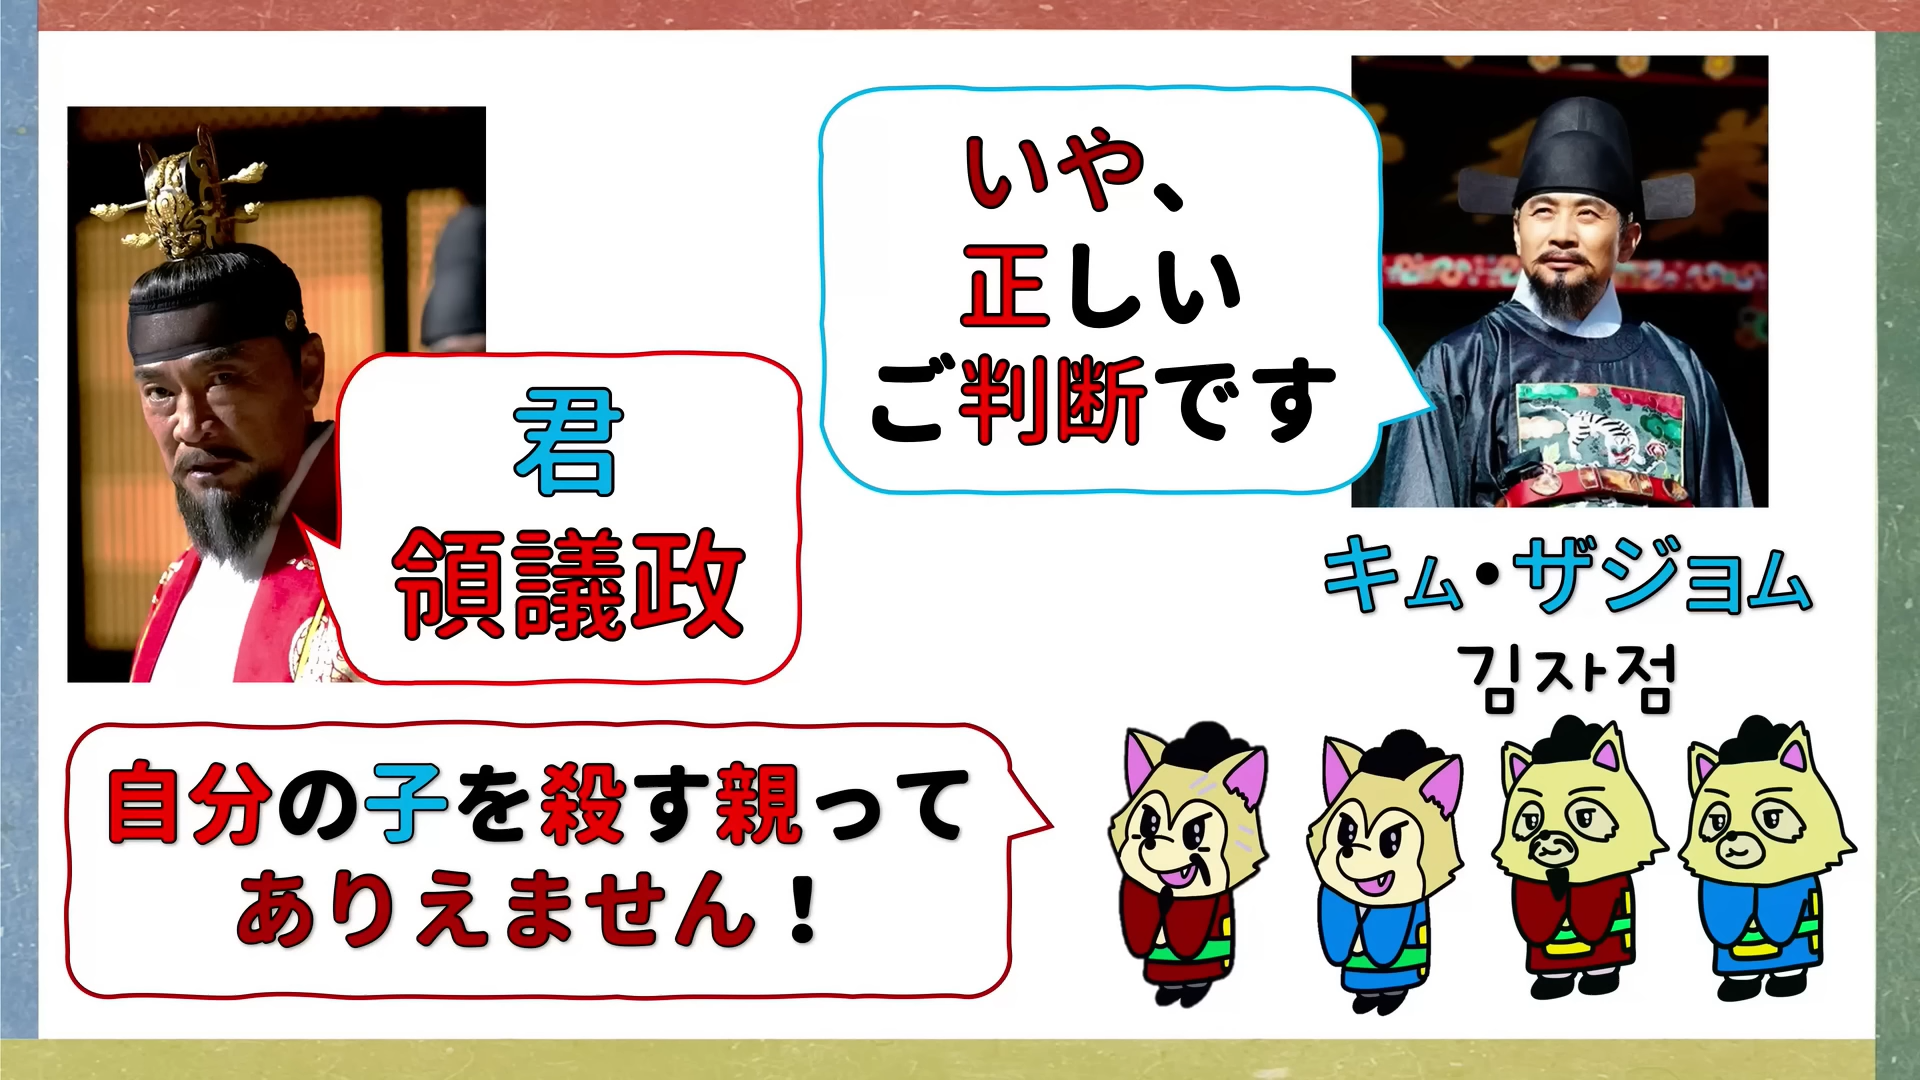 いや、
正しい
ご判断です
君
領議政
キム・ザジョム
김자점
自分の子を殺す親って
ありえません！